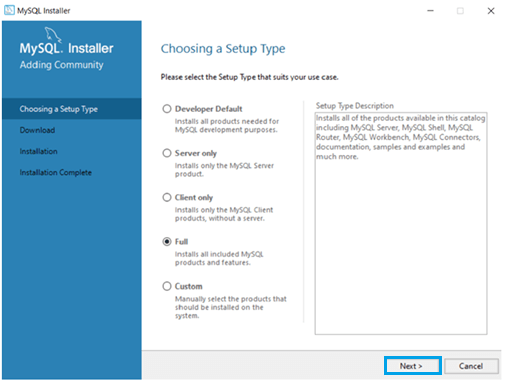 MySQL Installer
MySQL. Installer
Adding Community
Choosing a Setup Type
Download
Installation
Installation Complete
Choosing a Setup Type
Please select the Setup Type that suits your use case.
Developer Default
Installs all products needed for
MySQL development purposes.
Server only
Installs only the MySQL Server
product.
Client only
Installs only the MySQL Client
products, without a server.
Full
Installs all included MySQL
products and features.
Custom
Manually select the products that
should be installed on the
system.
Setup Type Description
Installs all of the products available in this catalog
including MySQL Server, MySQL Shell, MySQL
Router, MySQL Workbench, MySQL Connectors,
documentation, samples and examples and
much more.
Next >
Cancel